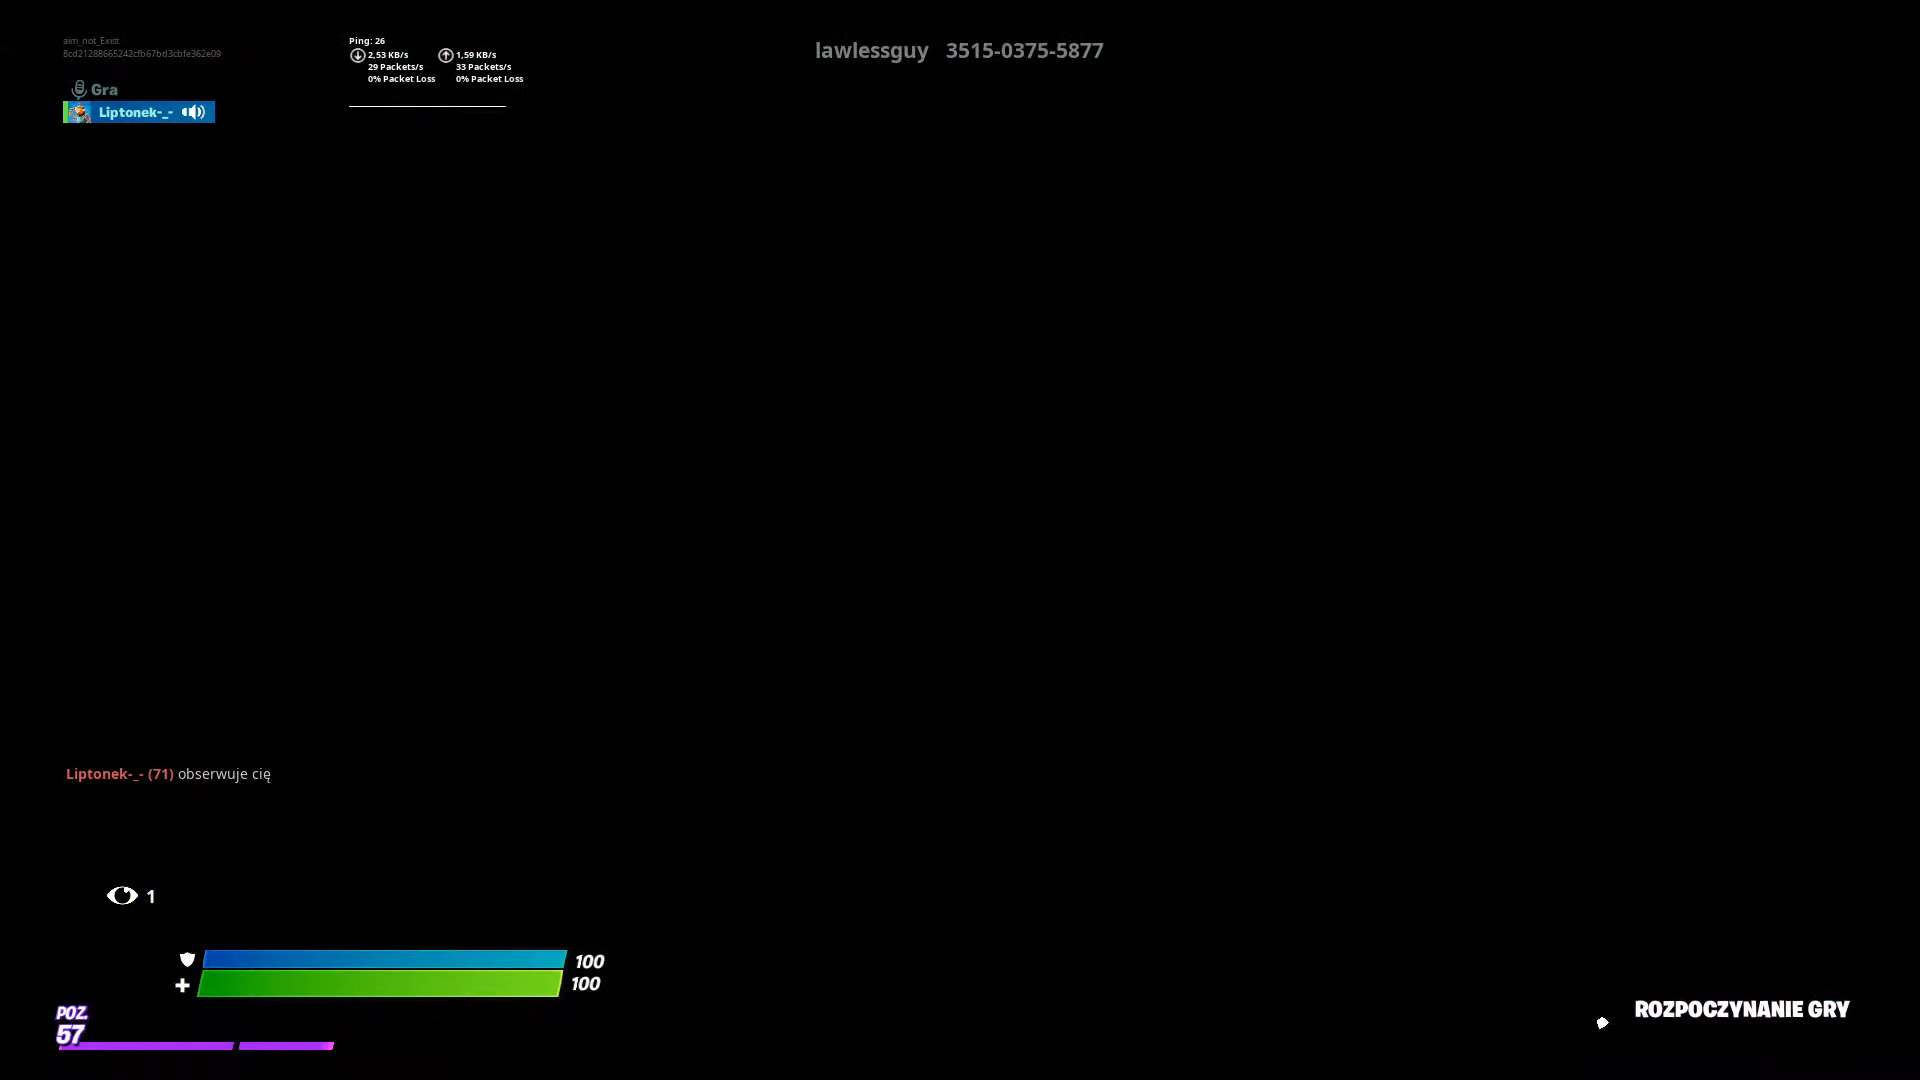 aim_not_Exist
8cd21288665242cfb67bd3cbfe362e09
Gra
Liptonek-_-
Ping: 26
2,53 KB/s 1,59 KB/s
29 Packets/s 33 Packets/s
0% Packet Loss 0% Packet Loss
lawlessguy 3515-0375-5877
Liptonek-_- (71) obserwuje cię
1
100
100
POZ.
57
ROZPOCZYNANIE GRY